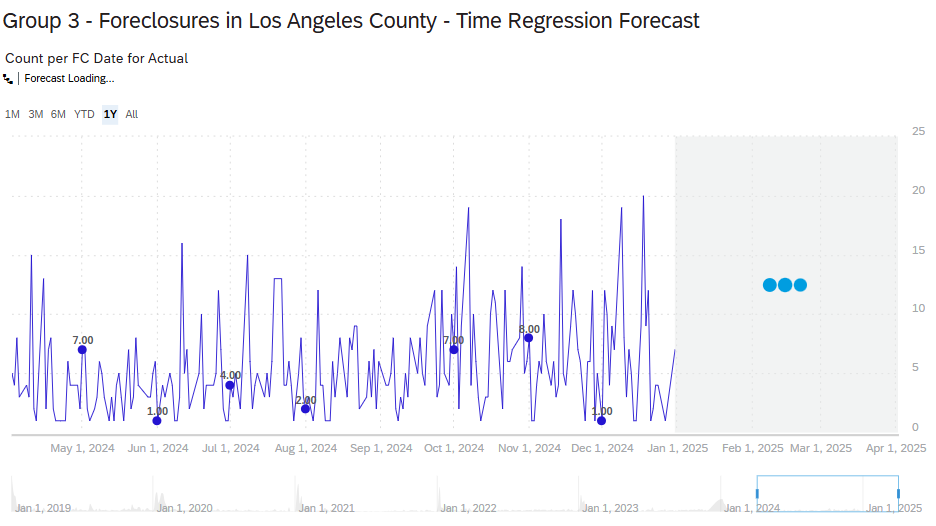 Group 3 - Foreclosures in Los Angeles County - Time Regression Forecast
Count per FC Date for Actual
Forecast Loading...
1M 3M 6M YTD 1Y All
25
20
15
10
5
0
7.00
1.00
4.00
2.00
7.00
8.00
1.00
May 1, 2024 Jun 1, 2024 Jul 1, 2024 Aug 1, 2024 Sep 1, 2024 Oct 1, 2024 Nov 1, 2024 Dec 1, 2024 Jan 1, 2025 Feb 1, 2025 Mar 1, 2025 Apr 1, 2025
Jan 1, 2019 Jan 1, 2020 Jan 1, 2021 Jan 1, 2022 Jan 1, 2023 Jan 1, 2024 Jan 1, 2025